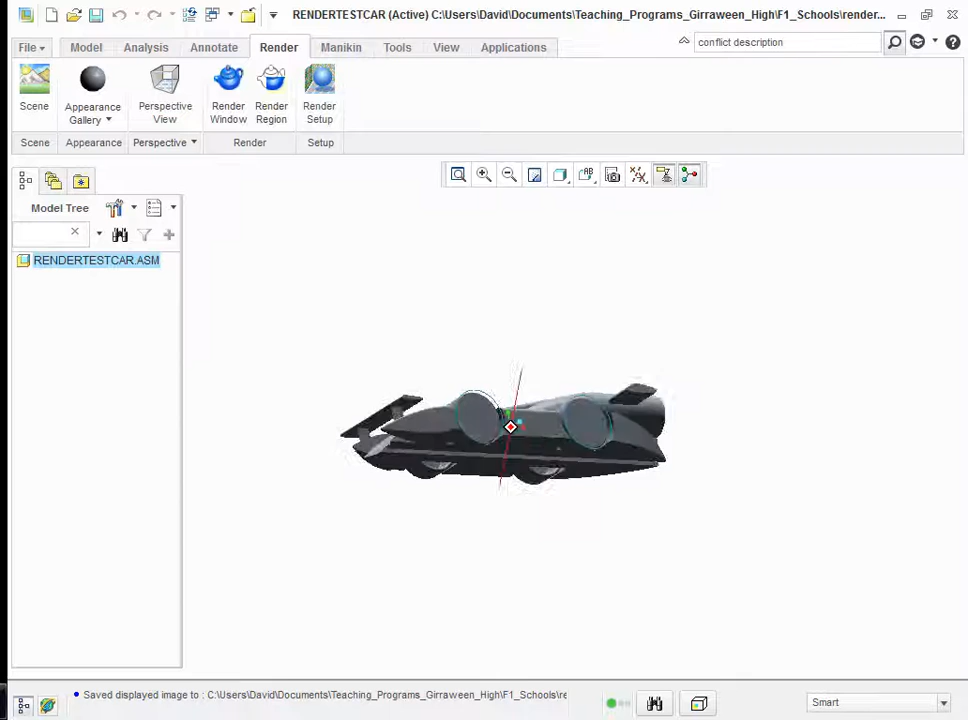 RENDERTESTCAR (Active) C:\Users\David\Documents\Teaching_Programs_Girraween_High\F1_Schools\render...
File Model Analysis Annotate Render Manikin Tools View Applications
conflict description
Scene
Appearance Gallery
Perspective View
Render Window
Render Region
Render Setup
Scene Appearance Perspective Render Setup
Model Tree
RENDERTESTCAR.ASM
Saved displayed image to : C:\Users\David\Documents\Teaching_Programs_Girraween_High\F1_Schools\re
Smart